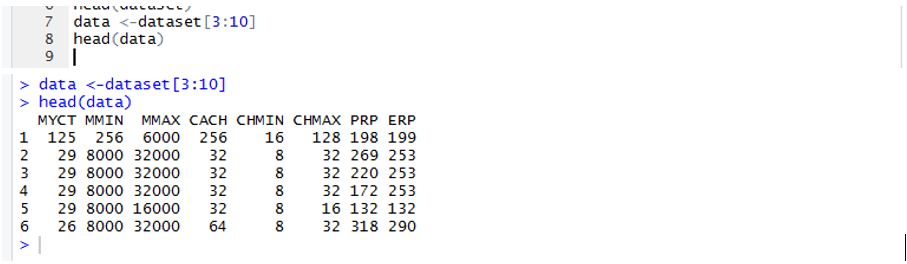 6 head(dataset)
7 data <-dataset[3:10]
8 head(data)
9
> data <-dataset[3:10]
> head(data)
MYCT MMIN MMAX CACH CHMIN CHMAX PRP ERP
1 125 256 6000 256 16 128 198 199
2 29 8000 32000 32 8 32 269 253
3 29 8000 32000 32 8 32 220 253
4 29 8000 32000 32 8 32 172 253
5 29 8000 16000 32 8 16 132 132
6 26 8000 32000 64 8 32 318 290
>